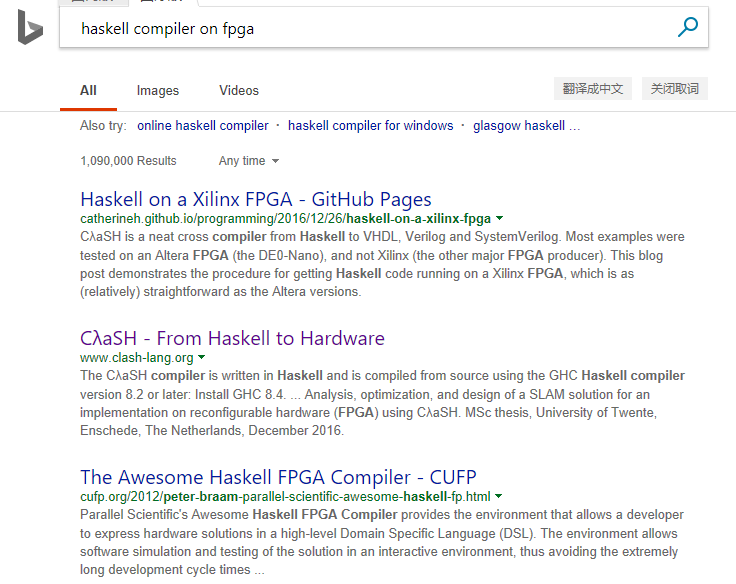 haskell compiler on fpga
All Images Videos 翻译成中文 关闭取词
Also try: online haskell compiler · haskell compiler for windows · glasgow haskell ...
1,090,000 Results Any time
Haskell on a Xilinx FPGA - GitHub Pages
catherineh.github.io/programming/2016/12/26/haskell-on-a-xilinx-fpga
CλaSH is a neat cross compiler from Haskell to VHDL, Verilog and SystemVerilog. Most examples were
tested on an Altera FPGA (the DE0-Nano), and not Xilinx (the other major FPGA producer). This blog
post demonstrates the procedure for getting Haskell code running on a Xilinx FPGA, which is as
(relatively) straightforward as the Altera versions.
CλaSH - From Haskell to Hardware
www.clash-lang.org
The CλaSH compiler is written in Haskell and is compiled from source using the GHC Haskell compiler
version 8.2 or later: Install GHC 8.4. ... Analysis, optimization, and design of a SLAM solution for an
implementation on reconfigurable hardware (FPGA) using CλaSH. MSc thesis, University of Twente,
Enschede, The Netherlands, December 2016.
The Awesome Haskell FPGA Compiler - CUFP
cufp.org/2012/peter-braam-parallel-scientific-awesome-haskell-fp.html
Parallel Scientific's Awesome Haskell FPGA Compiler provides the environment that allows a developer
to express hardware solutions in a high-level Domain Specific Language (DSL). The environment allows
software simulation and testing of the solution in an interactive environment, thus avoiding the extremely
long development cycle times ...